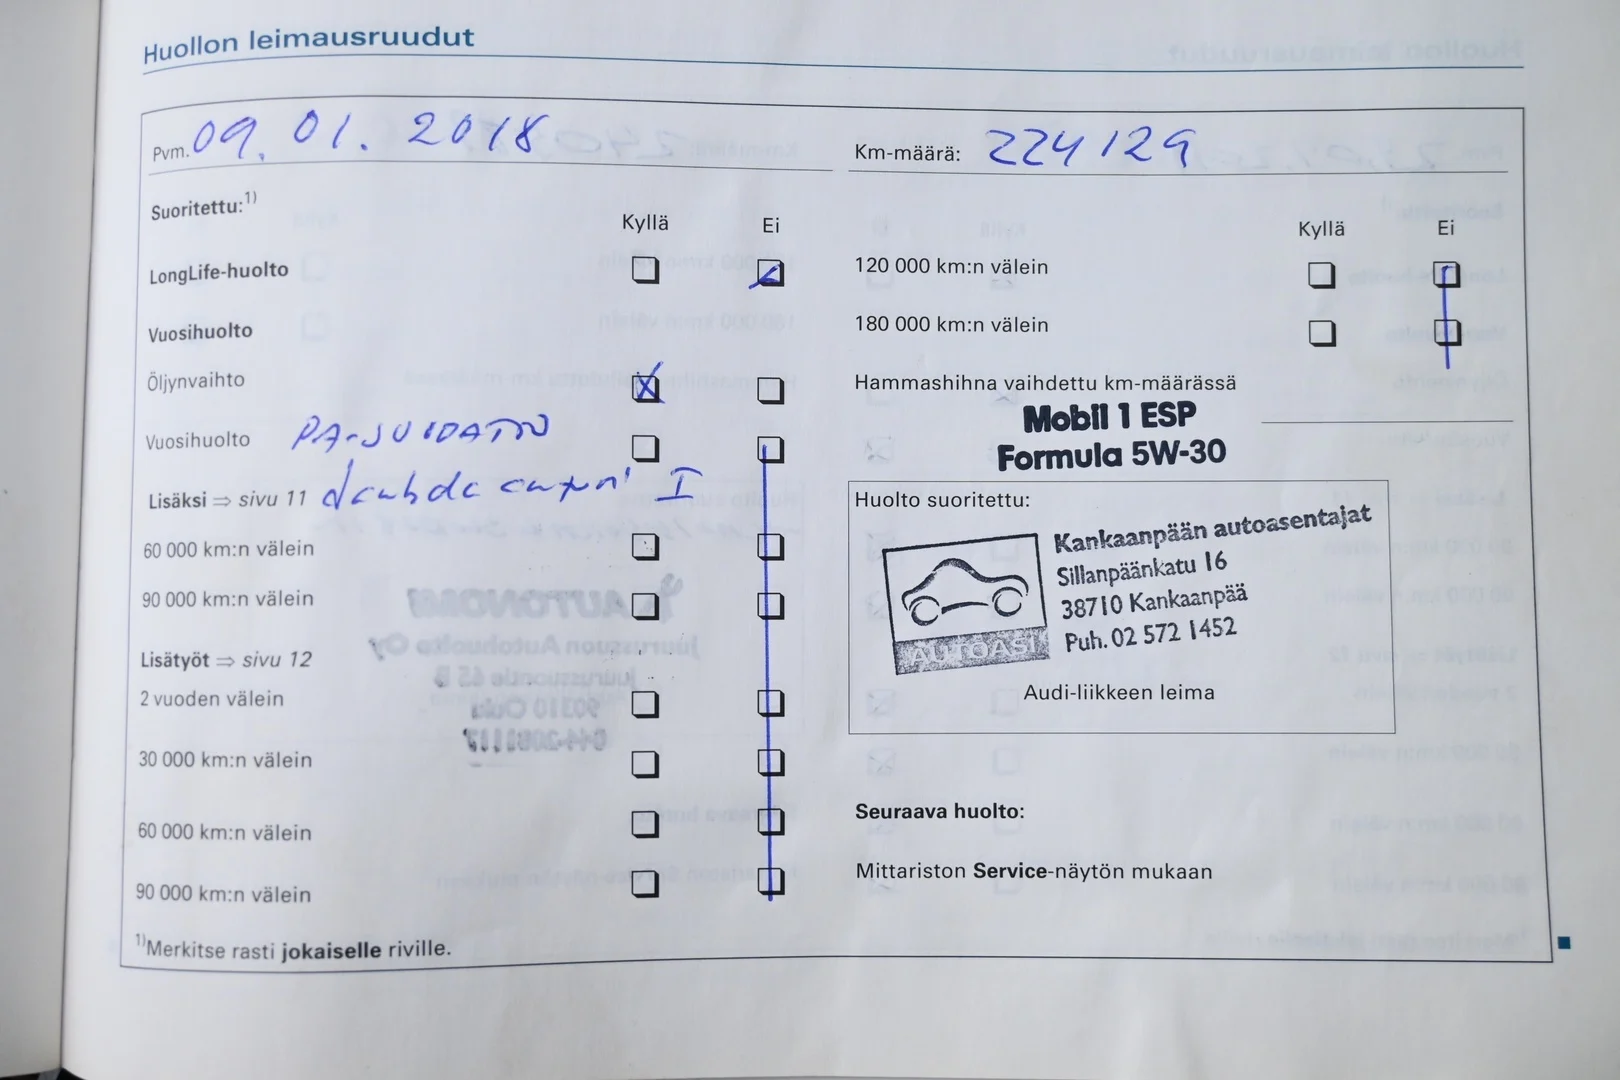 Huollon leimausruudut
Pvm. 09. 01. 2018
Km-määrä: 224129
Suoritettu:1)
Kyllä Ei
LongLife-huolto
Vuosihuolto
Öljynvaihto
Vuosihuolto PA-SUODATIN
Lisäksi ⇒ sivu 11
60 000 km:n välein
90 000 km:n välein
Lisätyöt ⇒ sivu 12
2 vuoden välein
30 000 km:n välein
60 000 km:n välein
90 000 km:n välein
1)Merkitse rasti jokaiselle riville.
Kyllä Ei
120 000 km:n välein
180 000 km:n välein
Hammashihna vaihdettu km-määrässä
Mobil 1 ESP
Formula 5W-30
Huolto suoritettu:
Kankaanpään autoasentajat
Sillanpäänkatu 16
38710 Kankaanpää
Puh. 02 572 1452
AUTOASI
Audi-liikkeen leima
Seuraava huolto:
Mittariston Service-näytön mukaan